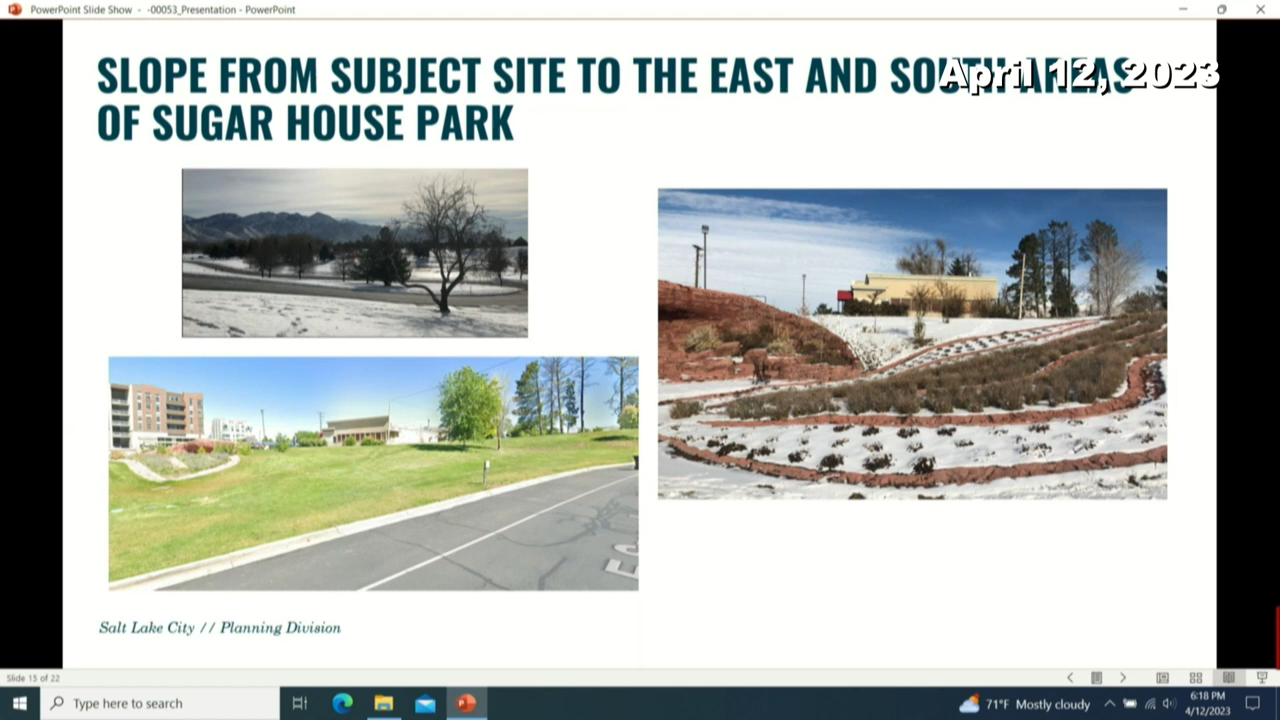 PowerPoint Slide Show - -00053_Presentation - PowerPoint
SLOPE FROM SUBJECT SITE TO THE EAST AND SOUTH AREAS
April 12, 2023
OF SUGAR HOUSE PARK
Salt Lake City // Planning Division
Slide 15 of 22
Type here to search
71°F Mostly cloudy
6:18 PM
4/12/2023